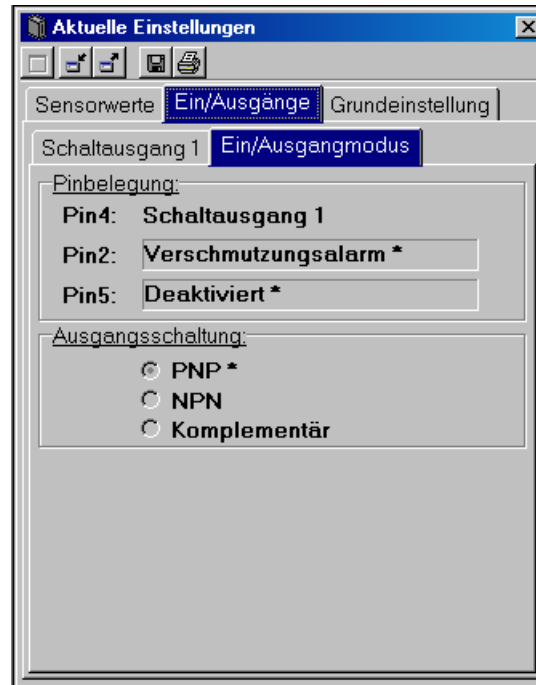 Aktuelle Einstellungen
Sensorwerte Ein/Ausgänge Grundeinstellung
Schaltausgang 1 Ein/Ausgangmodus
Pinbelegung:
Pin4: Schaltausgang 1
Pin2: Verschmutzungsalarm *
Pin5: Deaktiviert *
Ausgangsschaltung:
PNP *
NPN
Komplementär